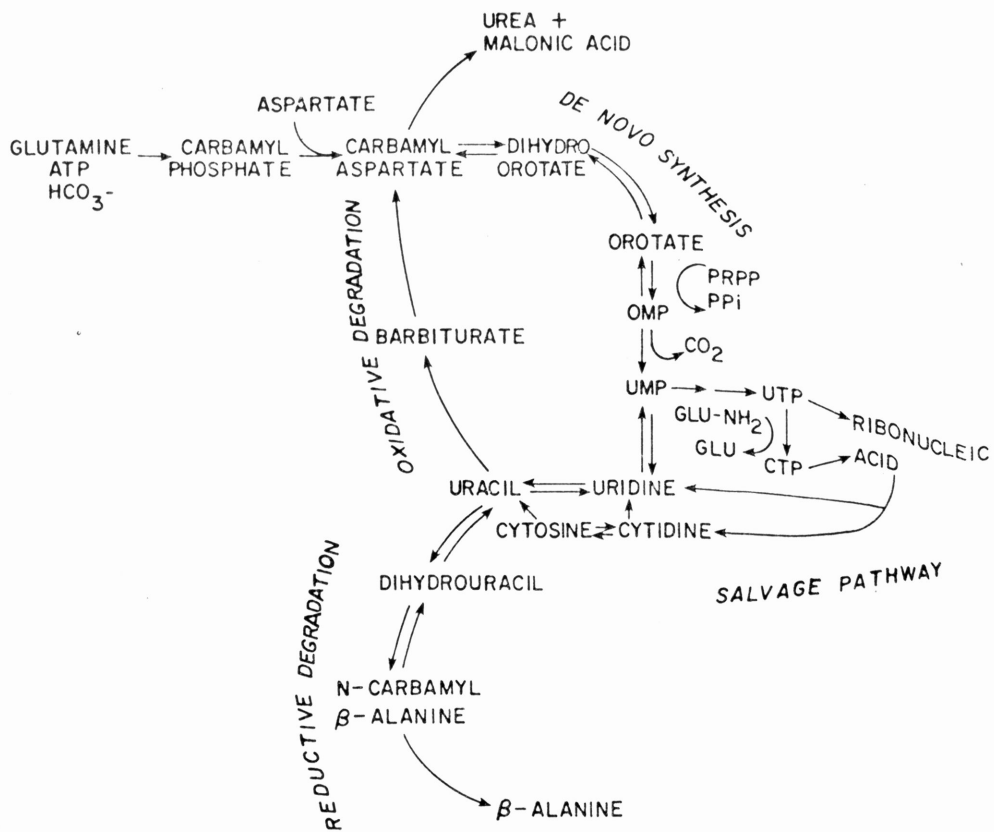 UREA +
MALONIC ACID
ASPARTATE
DE NOVO SYNTHESIS
GLUTAMINE
ATP
HCO3-
CARBAMYL
PHOSPHATE
CARBAMYL
ASPARTATE
DIHYDRO
OROTATE
OROTATE
PRPP
PPi
OMP
CO2
OXIDATIVE DEGRADATION
BARBITURATE
UMP
UTP
GLU-NH2
GLU
RIBONUCLEIC
CTP
ACID
URACIL
URIDINE
CYTOSINE
CYTIDINE
SALVAGE PATHWAY
DIHYDROURACIL
REDUCTIVE DEGRADATION
N-CARBAMYL
β-ALANINE
β-ALANINE